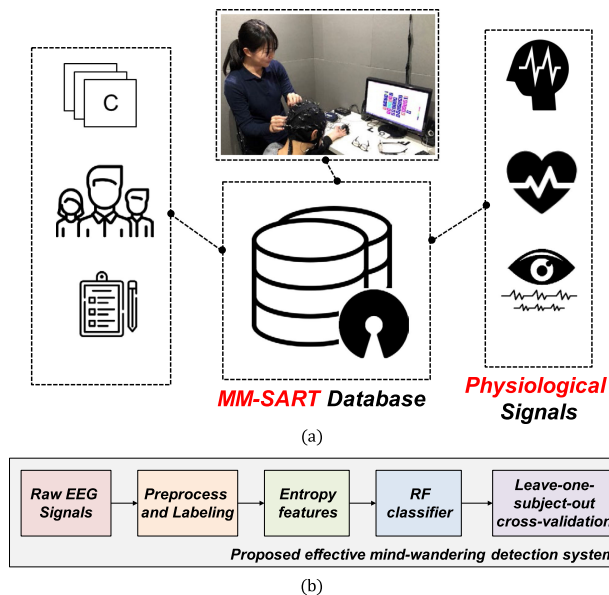 C
MM-SART Database
Physiological
Signals
(a)
Raw EEG
Signals
Preprocess
and Labeling
Entropy
features
RF
classifier
Leave-one-
subject-out
cross-validation
Proposed effective mind-wandering detection system
(b)